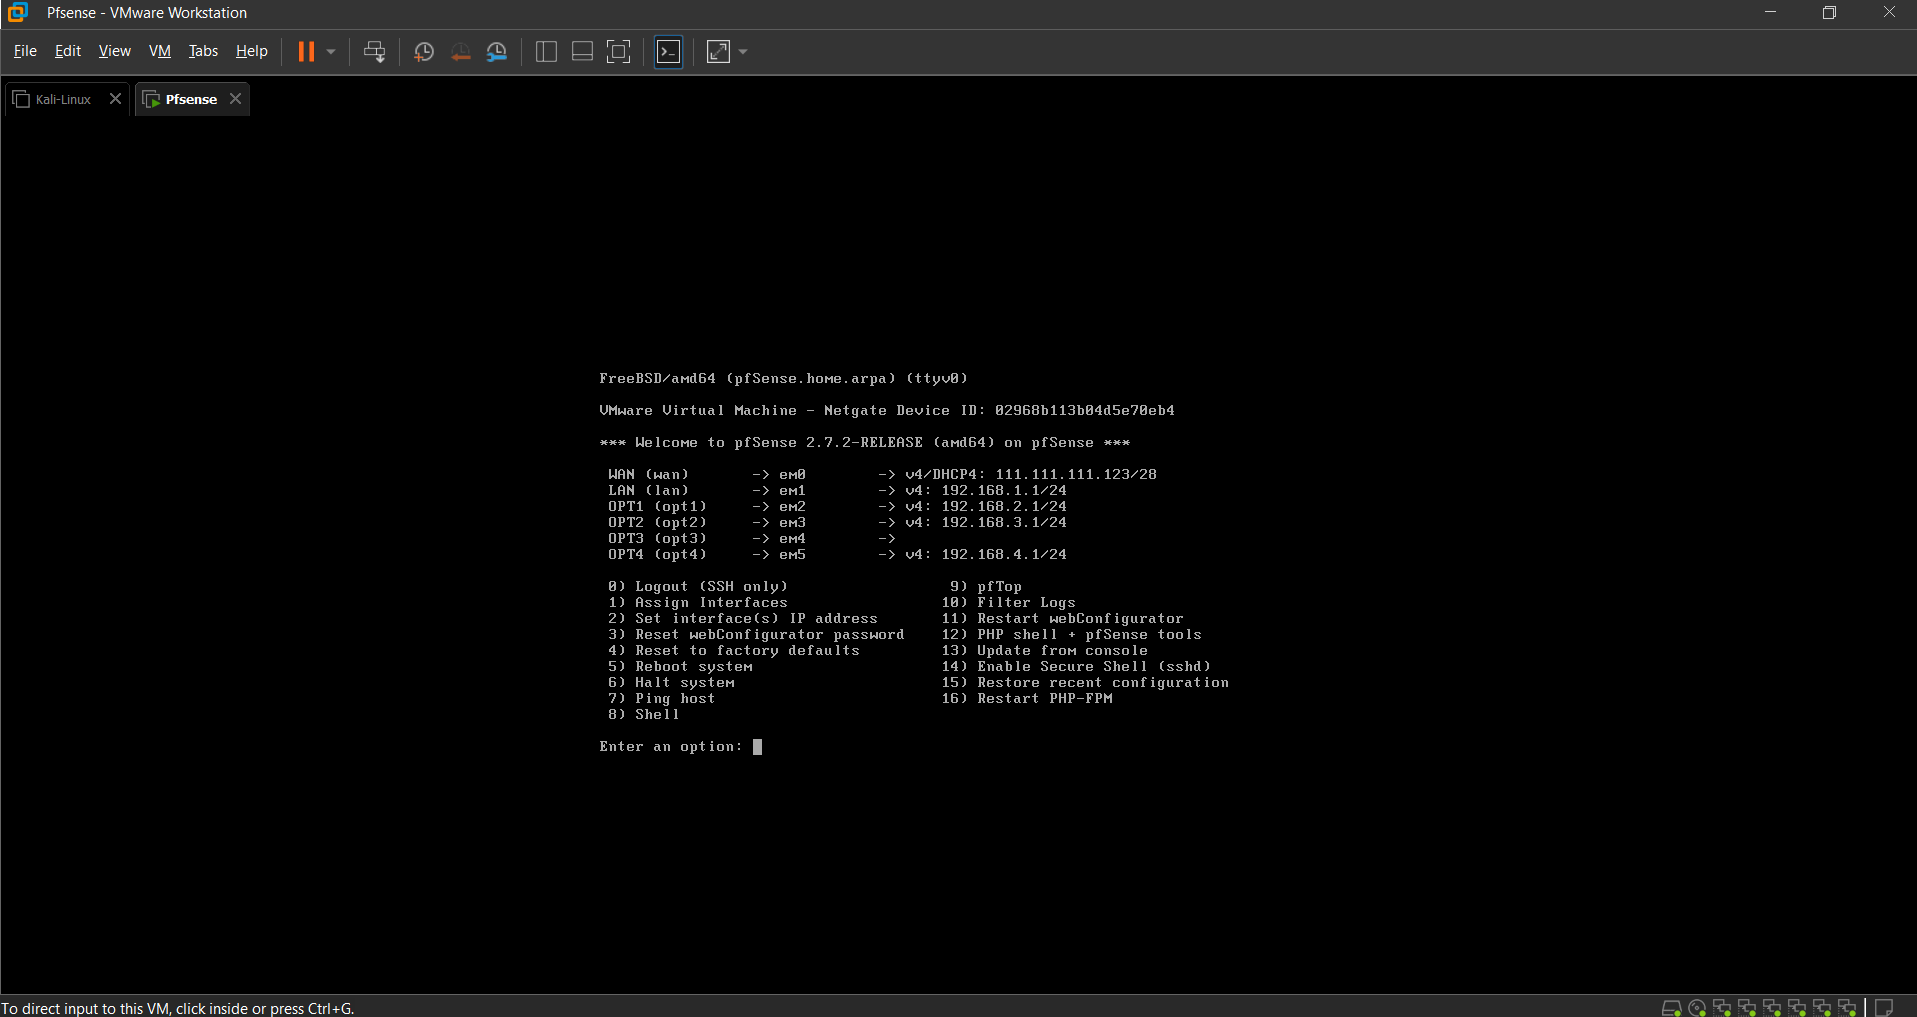 Pfsense - VMware Workstation
File Edit View VM Tabs Help
Kali-Linux Pfsense
FreeBSD/amd64 (pfSense.home.arpa) (ttyv0)
VMware Virtual Machine - Netgate Device ID: 02968b113b04d5e70eb4
*** Welcome to pfSense 2.7.2-RELEASE (amd64) on pfSense ***
WAN (wan) -> em0 -> v4/DHCP4: 111.111.111.123/28
LAN (lan) -> em1 -> v4: 192.168.1.1/24
OPT1 (opt1) -> em2 -> v4: 192.168.2.1/24
OPT2 (opt2) -> em3 -> v4: 192.168.3.1/24
OPT3 (opt3) -> em4 ->
OPT4 (opt4) -> em5 -> v4: 192.168.4.1/24
0) Logout (SSH only) 9) pfTop
1) Assign Interfaces 10) Filter Logs
2) Set interface(s) IP address 11) Restart webConfigurator
3) Reset webConfigurator password 12) PHP shell + pfSense tools
4) Reset to factory defaults 13) Update from console
5) Reboot system 14) Enable Secure Shell (sshd)
6) Halt system 15) Restore recent configuration
7) Ping host 16) Restart PHP-FPM
8) Shell
Enter an option:
To direct input to this VM, click inside or press Ctrl+G.